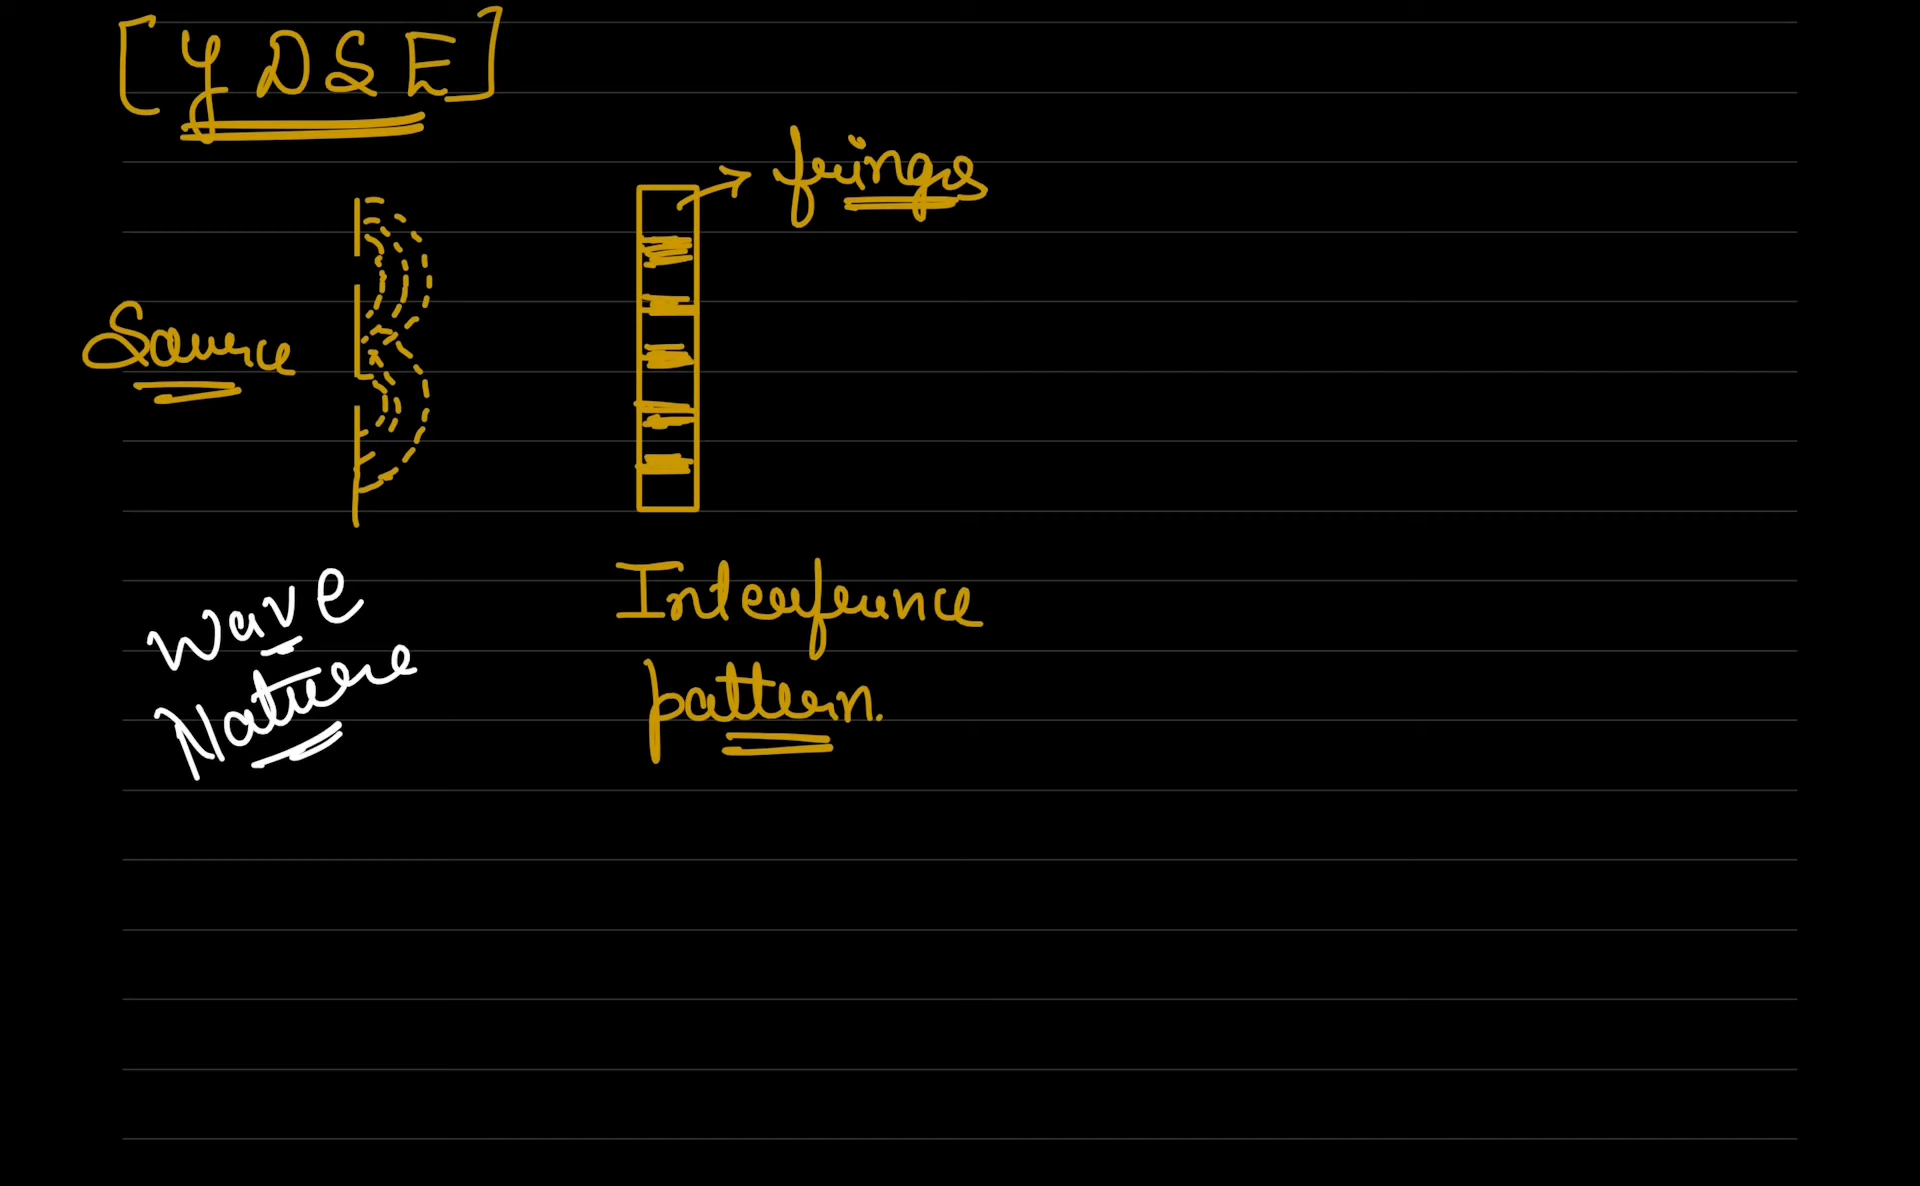 [YDSE]
fringes
Source
Wave
Nature
Interference
pattern.